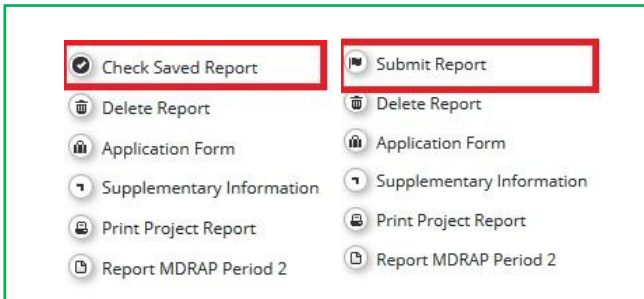 Check Saved Report
Delete Report
Application Form
Supplementary Information
Print Project Report
Report MDRAP Period 2
Submit Report
Delete Report
Application Form
Supplementary Information
Print Project Report
Report MDRAP Period 2